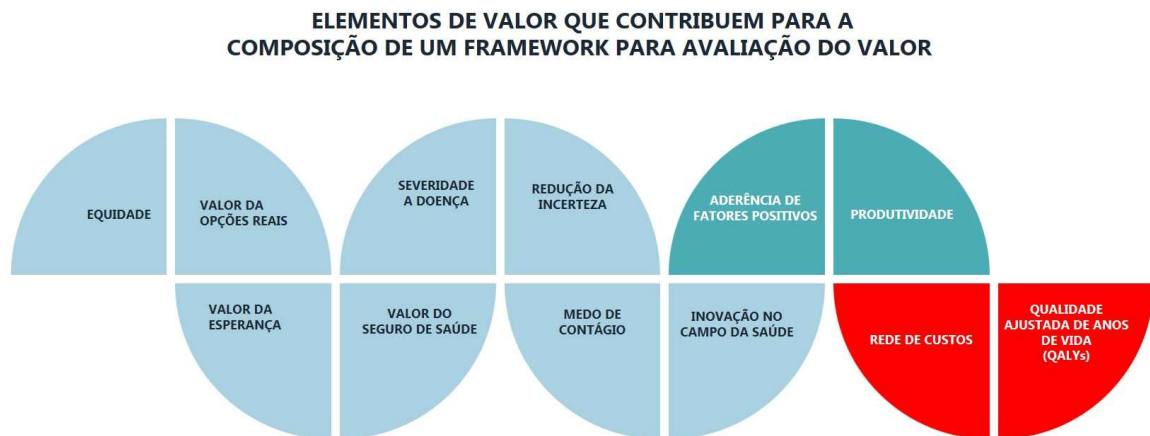 ELEMENTOS DE VALOR QUE CONTRIBUEM PARA A
COMPOSIÇÃO DE UM FRAMEWORK PARA AVALIAÇÃO DO VALOR
EQUIDADE
VALOR DA
OPÇÕES REAIS
SEVERIDADE
A DOENÇA
REDUÇÃO DA
INCERTEZA
ADERÊNCIA DE
FATORES POSITIVOS
PRODUTIVIDADE
VALOR DA
ESPERANÇA
VALOR DO
SEGURO DE SAÚDE
MEDO DE
CONTÁGIO
INOVAÇÃO NO
CAMPO DA SAÚDE
REDE DE CUSTOS
QUALIDADE
AJUSTADA DE ANOS
DE VIDA
(QALYs)